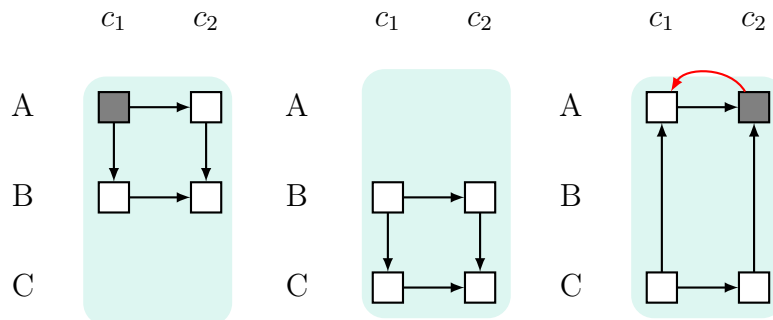 c₁ c₂ c₁ c₂ c₁ c₂
A A A
B B B
C C C